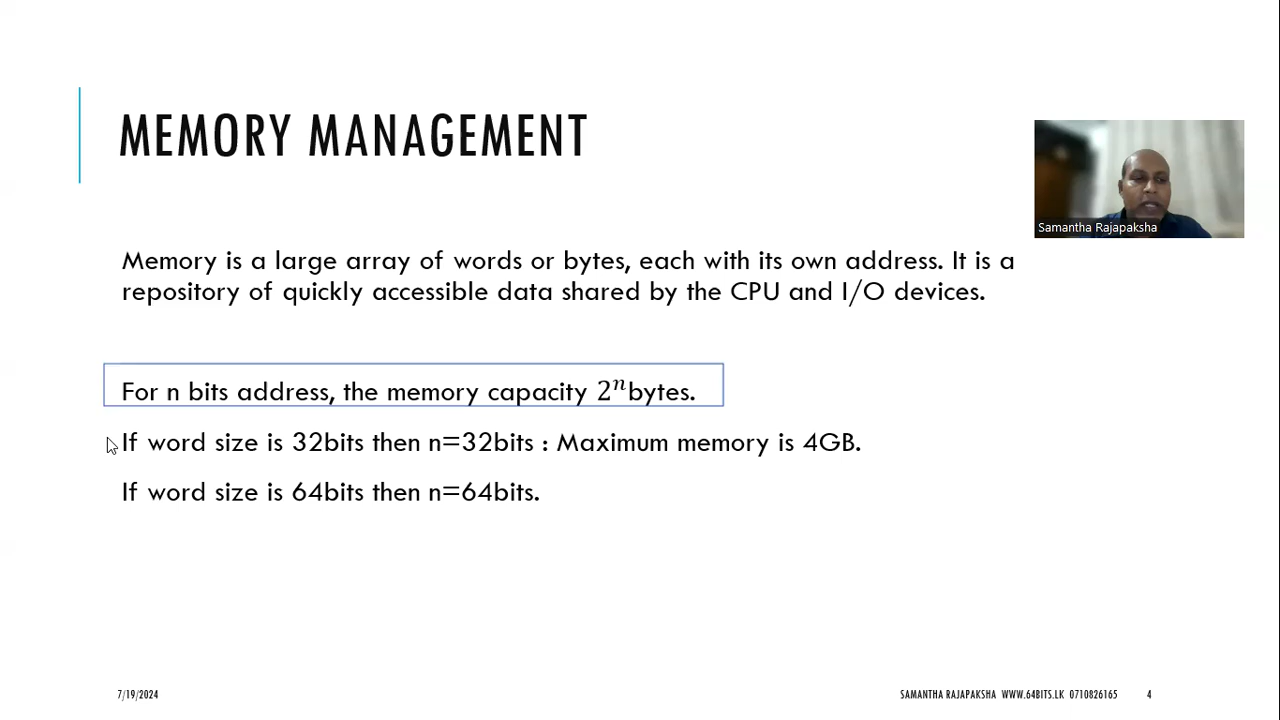 MEMORY MANAGEMENT
Samantha Rajapaksha
Memory is a large array of words or bytes, each with its own address. It is a
repository of quickly accessible data shared by the CPU and I/O devices.
For n bits address, the memory capacity 2ⁿbytes.
If word size is 32bits then n=32bits : Maximum memory is 4GB.
If word size is 64bits then n=64bits.
7/19/2024 SAMANTHA RAJAPAKSHA WWW.64BITS.LK 0710826165 4